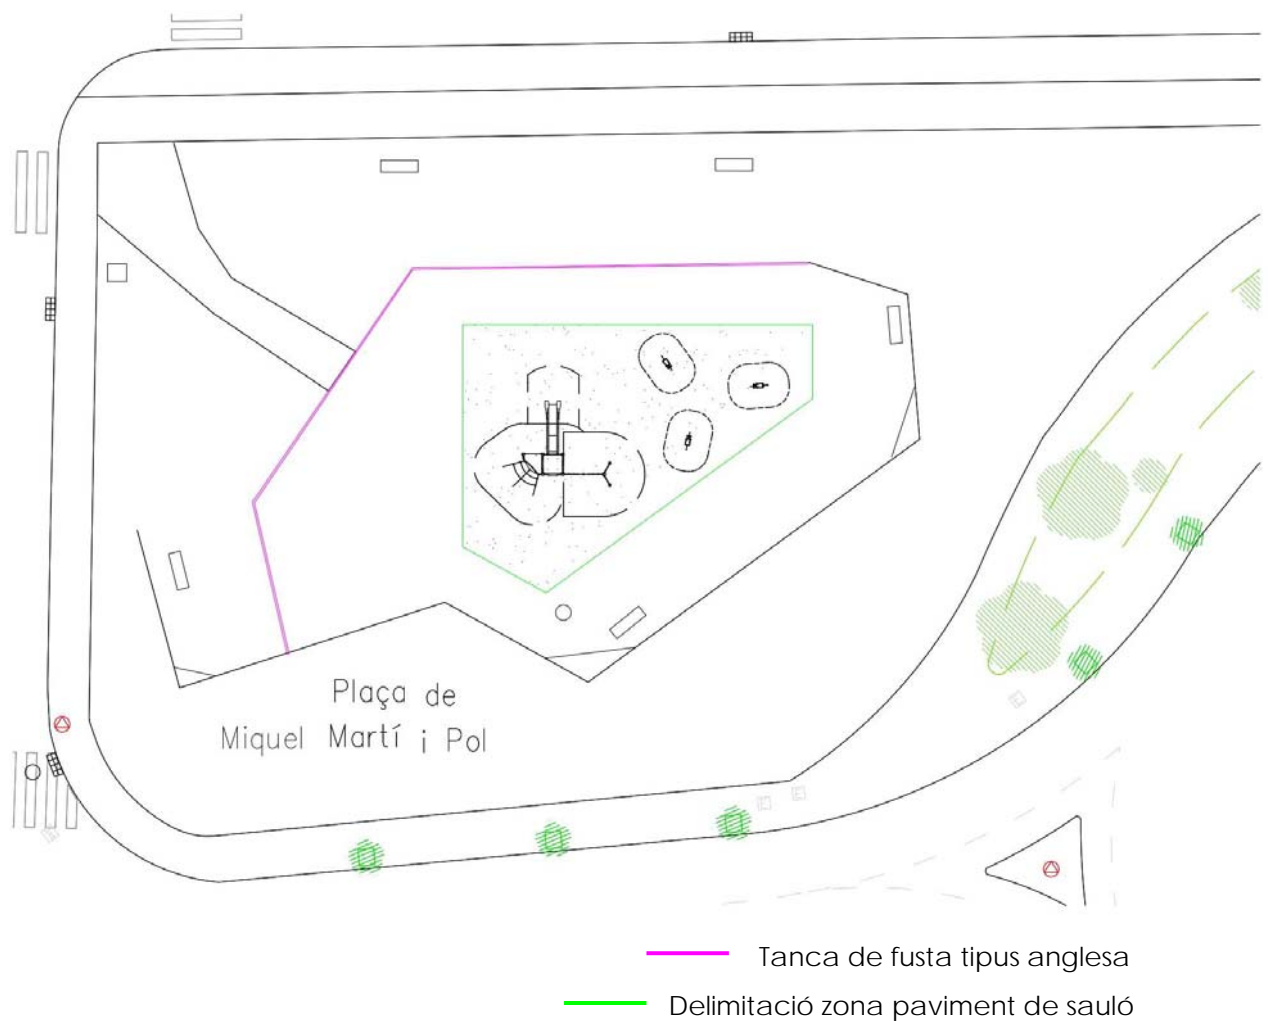 Plaça de
Miquel Martí i Pol
Tanca de fusta tipus anglesa
Delimitació zona paviment de sauló